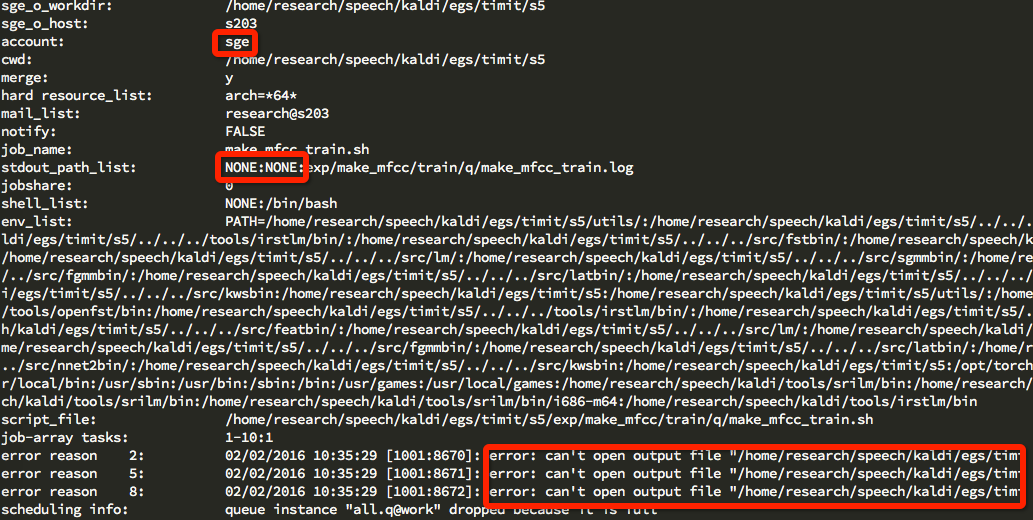 sge_o_workdir: /home/research/speech/kaldi/egs/timit/s5
sge_o_host: s203
account: sge
cwd: /home/research/speech/kaldi/egs/timit/s5
merge: y
hard resource_list: arch=*64*
mail_list: research@s203
notify: FALSE
job_name: make_mfcc_train.sh
stdout_path_list: NONE:NONE:exp/make_mfcc/train/q/make_mfcc_train.log
jobshare: 0
shell_list: NONE:/bin/bash
env_list: PATH=/home/research/speech/kaldi/egs/timit/s5/utils/:/home/research/speech/kaldi/egs/timit/s5/../../.
ldi/egs/timit/s5/../../../tools/irstlm/bin/:/home/research/speech/kaldi/egs/timit/s5/../../../src/fstbin/:/home/research/speech/k
/home/research/speech/kaldi/egs/timit/s5/../../../src/lm/:/home/research/speech/kaldi/egs/timit/s5/../../../src/sgmmbin/:/home/re
/../src/fgmmbin/:/home/research/speech/kaldi/egs/timit/s5/../../../src/latbin/:/home/research/speech/kaldi/egs/timit/s5/../../../
i/egs/timit/s5/../../../src/kwsbin:/home/research/speech/kaldi/egs/timit/s5:/home/research/speech/kaldi/egs/timit/s5/utils/:/home
/tools/openfst/bin:/home/research/speech/kaldi/egs/timit/s5/../../../tools/irstlm/bin/:/home/research/speech/kaldi/egs/timit/s5/.
h/kaldi/egs/timit/s5/../../../src/featbin/:/home/research/speech/kaldi/egs/timit/s5/../../../src/lm/:/home/research/speech/kaldi/
me/research/speech/kaldi/egs/timit/s5/../../../src/fgmmbin/:/home/research/speech/kaldi/egs/timit/s5/../../../src/latbin/:/home/r
../src/nnet2bin/:/home/research/speech/kaldi/egs/timit/s5/../../../src/kwsbin:/home/research/speech/kaldi/egs/timit/s5:/opt/torch
r/local/bin:/usr/sbin:/usr/bin:/sbin:/bin:/usr/games:/usr/local/games:/home/research/speech/kaldi/tools/srilm/bin:/home/research/
ch/kaldi/tools/srilm/bin:/home/research/speech/kaldi/tools/srilm/bin/i686-m64:/home/research/speech/kaldi/tools/irstlm/bin
script_file: /home/research/speech/kaldi/egs/timit/s5/exp/make_mfcc/train/q/make_mfcc_train.sh
job-array tasks: 1-10:1
error reason 2: 02/02/2016 10:35:29 [1001:8670]: error: can't open output file "/home/research/speech/kaldi/egs/tim
error reason 5: 02/02/2016 10:35:29 [1001:8671]: error: can't open output file "/home/research/speech/kaldi/egs/tim
error reason 8: 02/02/2016 10:35:29 [1001:8672]: error: can't open output file "/home/research/speech/kaldi/egs/tim
scheduling info: queue instance "all.q@work" dropped because it is full